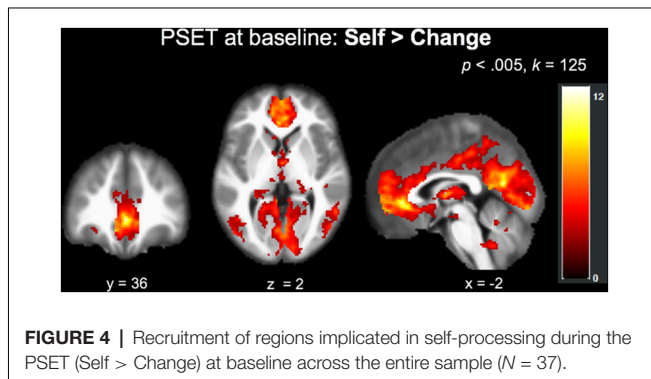 PSET at baseline: Self > Change
p < .005, k = 125
12
0
y = 36
z = 2
x = -2
FIGURE 4 | Recruitment of regions implicated in self-processing during the
PSET (Self > Change) at baseline across the entire sample (N = 37).